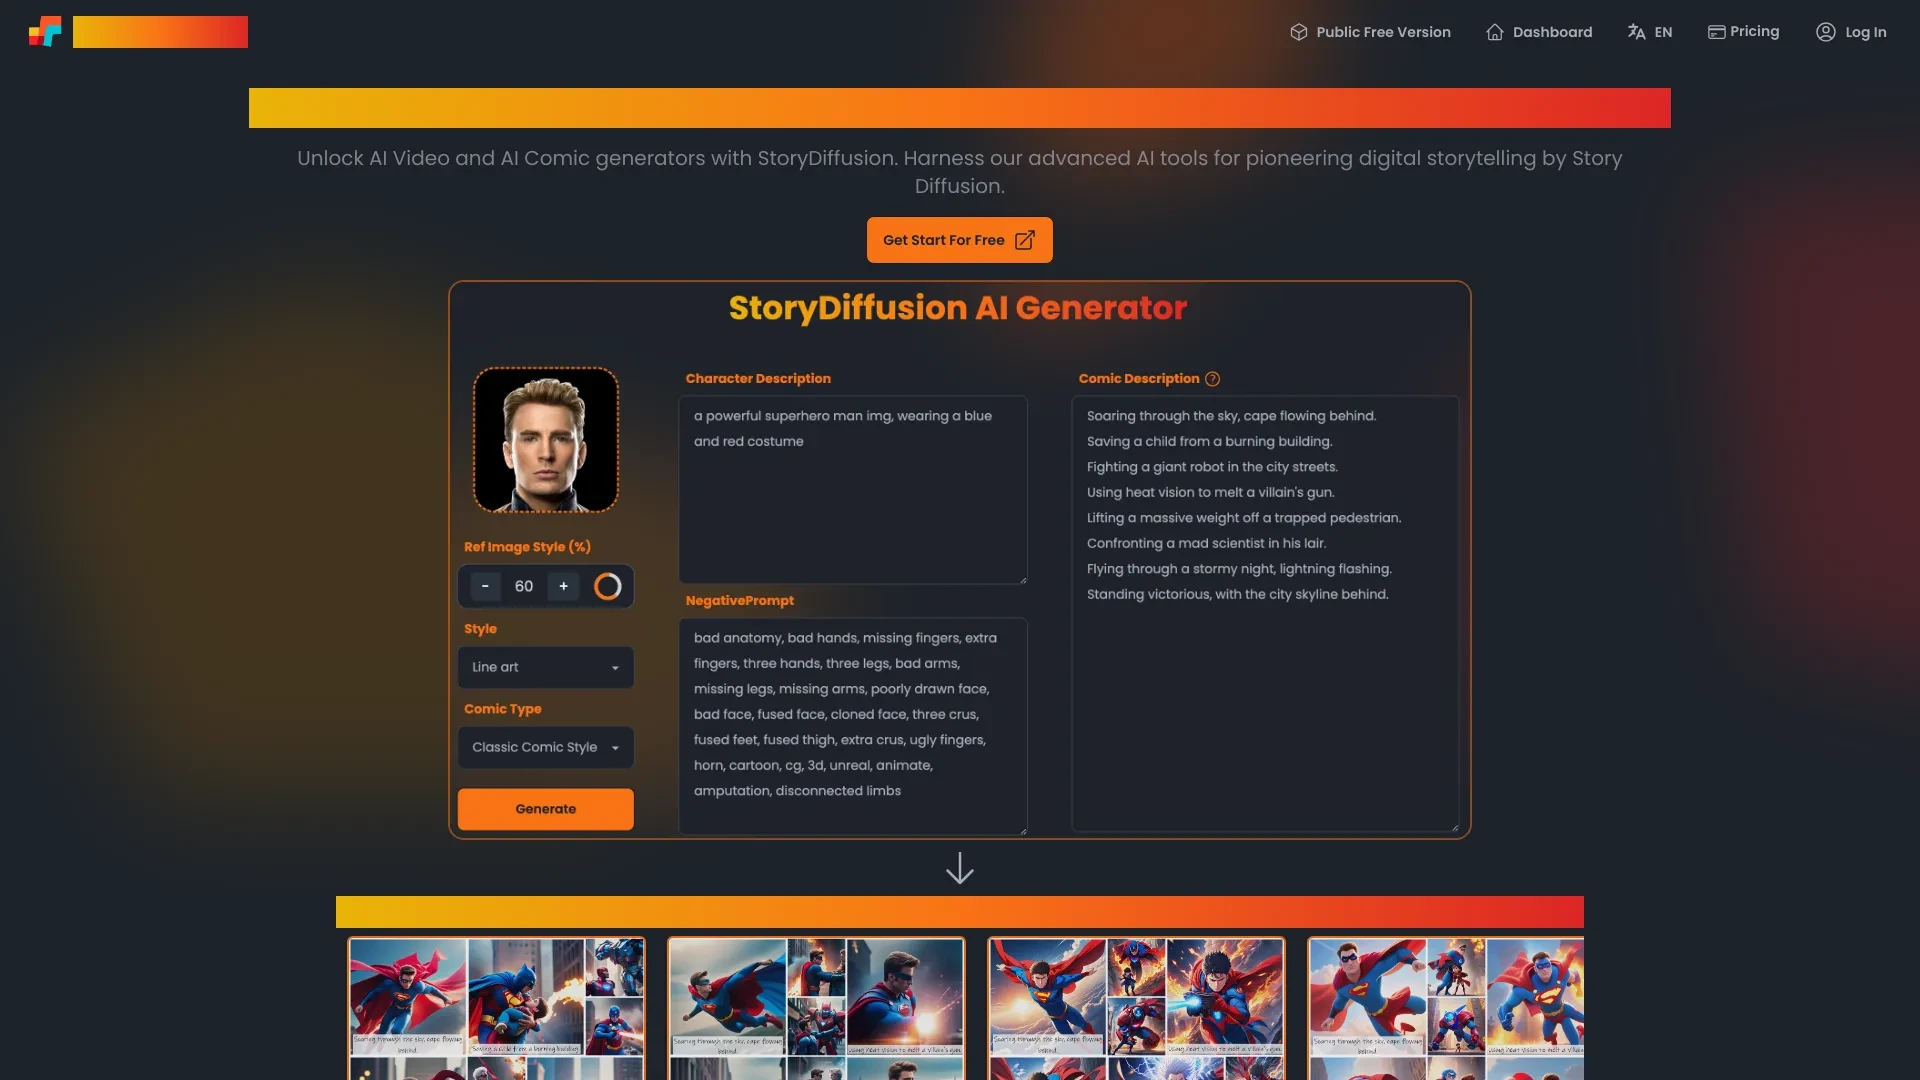 Public Free Version
Dashboard
EN
Pricing
Log In
Unlock AI Video and AI Comic generators with StoryDiffusion. Harness our advanced AI tools for pioneering digital storytelling by Story
Diffusion.
Get Start For Free
StoryDiffusion AI Generator
Ref Image Style (%)
- 60 +
Style
Line art
Comic Type
Classic Comic Style
Generate
Character Description
a powerful superhero man img, wearing a blue
and red costume
NegativePrompt
bad anatomy, bad hands, missing fingers, extra
fingers, three hands, three legs, bad arms,
missing legs, missing arms, poorly drawn face,
bad face, fused face, cloned face, three crus,
fused feet, fused thigh, extra crus, ugly fingers,
horn, cartoon, cg, 3d, unreal, animate,
amputation, disconnected limbs
Comic Description ?
Soaring through the sky, cape flowing behind.
Saving a child from a burning building.
Fighting a giant robot in the city streets.
Using heat vision to melt a villain's gun.
Lifting a massive weight off a trapped pedestrian.
Confronting a mad scientist in his lair.
Flying through a stormy night, lightning flashing.
Standing victorious, with the city skyline behind.
Soaring through the sky, cape flowing
behind.
Saving a child from a burning building.
Soaring through the sky, cape flowing
behind.
Using heat vision to melt a villain's gun.
Soaring through the sky, cape flowing
behind.
Using heat vision to melt a villain's gun.
Soaring through the sky, cape flowing
behind.
Using heat vision to melt a villain's